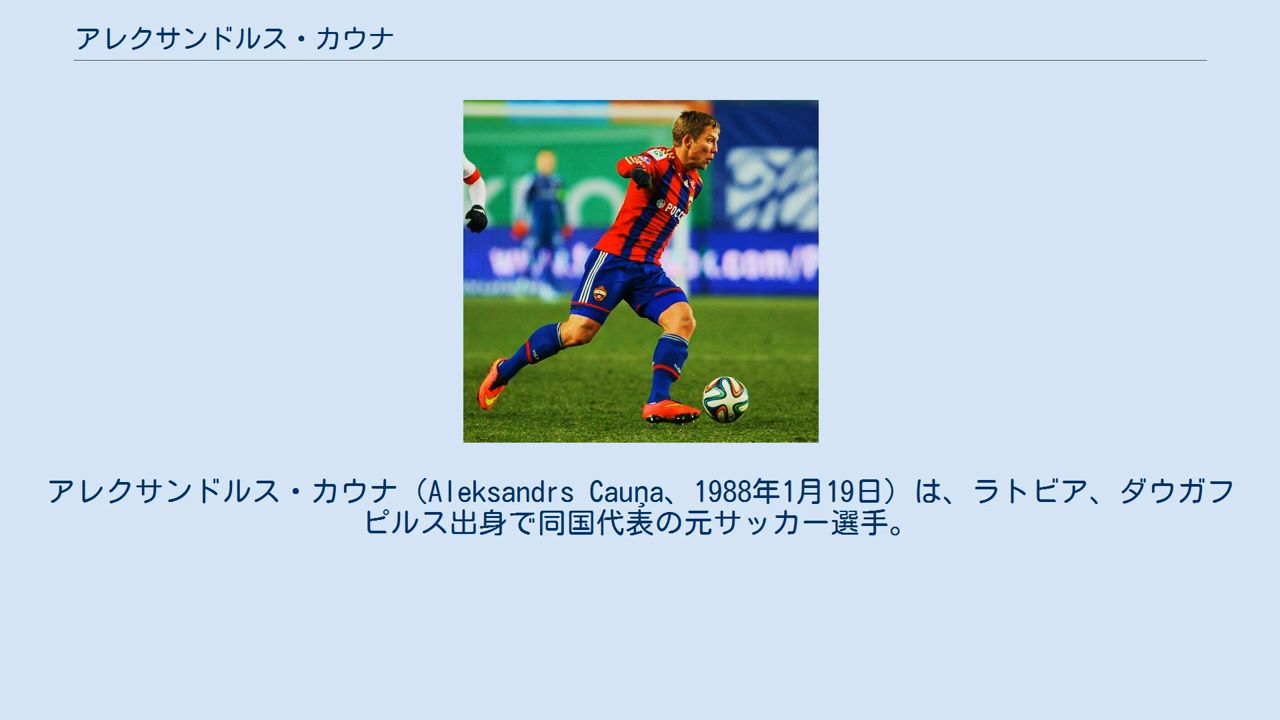 アレクサンドルス・カウナ
РОСС
アレクサンドルス・カウナ（Aleksandrs Cauņa、1988年1月19日）は、ラトビア、ダウガフ
ピルス出身で同国代表の元サッカー選手。